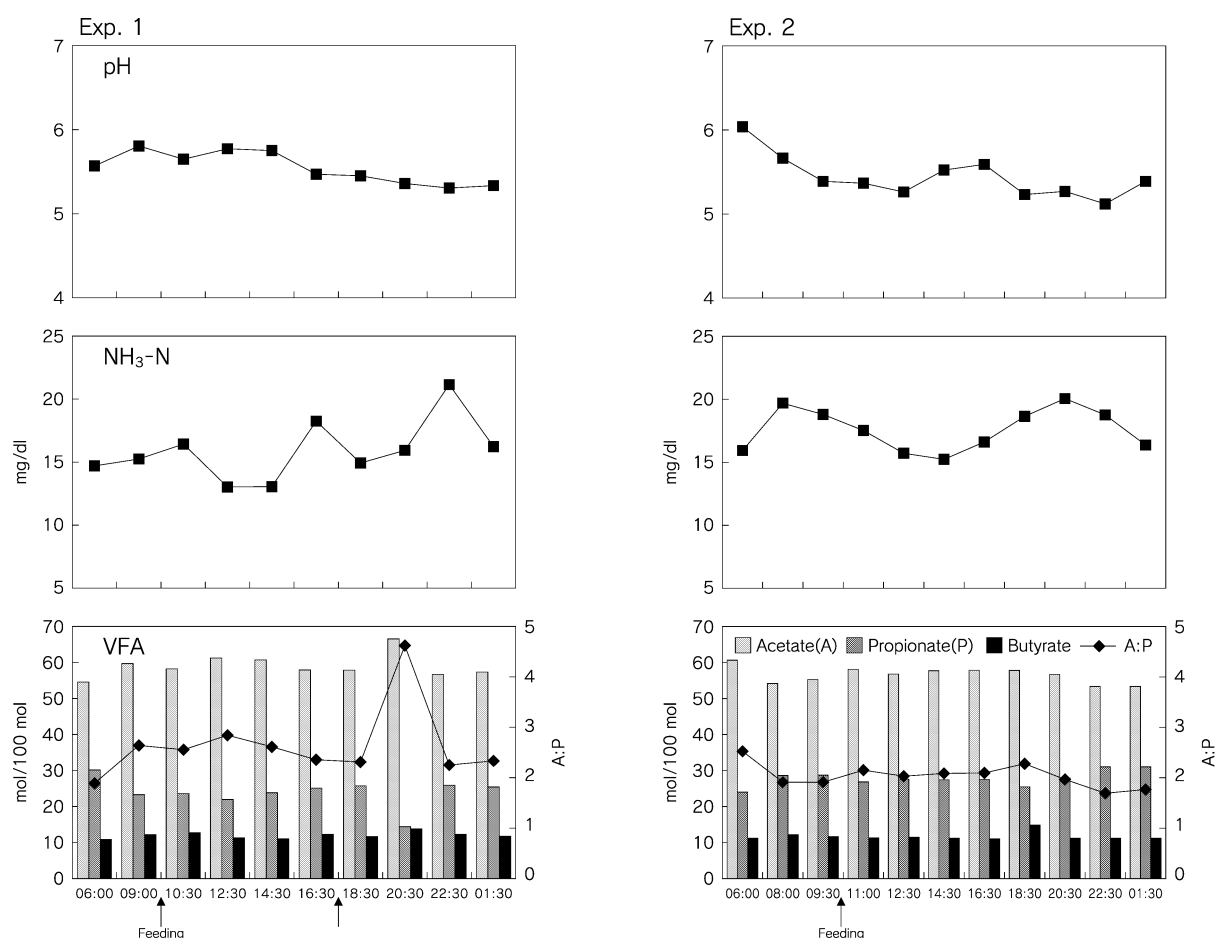 Exp. 1
Exp. 2
7
6
5
4
pH
7
6
5
4
25
20
15
10
5
mg/dl
NH₃-N
25
20
15
10
5
mg/dl
70
60
50
40
30
20
10
0
mol/100 mol
VFA
5
4
3
2
1
0
A:P
06:00 09:00 10:30 12:30 14:30 16:30 18:30 20:30 22:30 01:30
Feeding
70
60
50
40
30
20
10
0
mol/100 mol
Acetate(A) Propionate(P) Butyrate A:P
5
4
3
2
1
0
A:P
06:00 08:00 09:30 11:00 12:30 14:30 16:30 18:30 20:30 22:30 01:30
Feeding